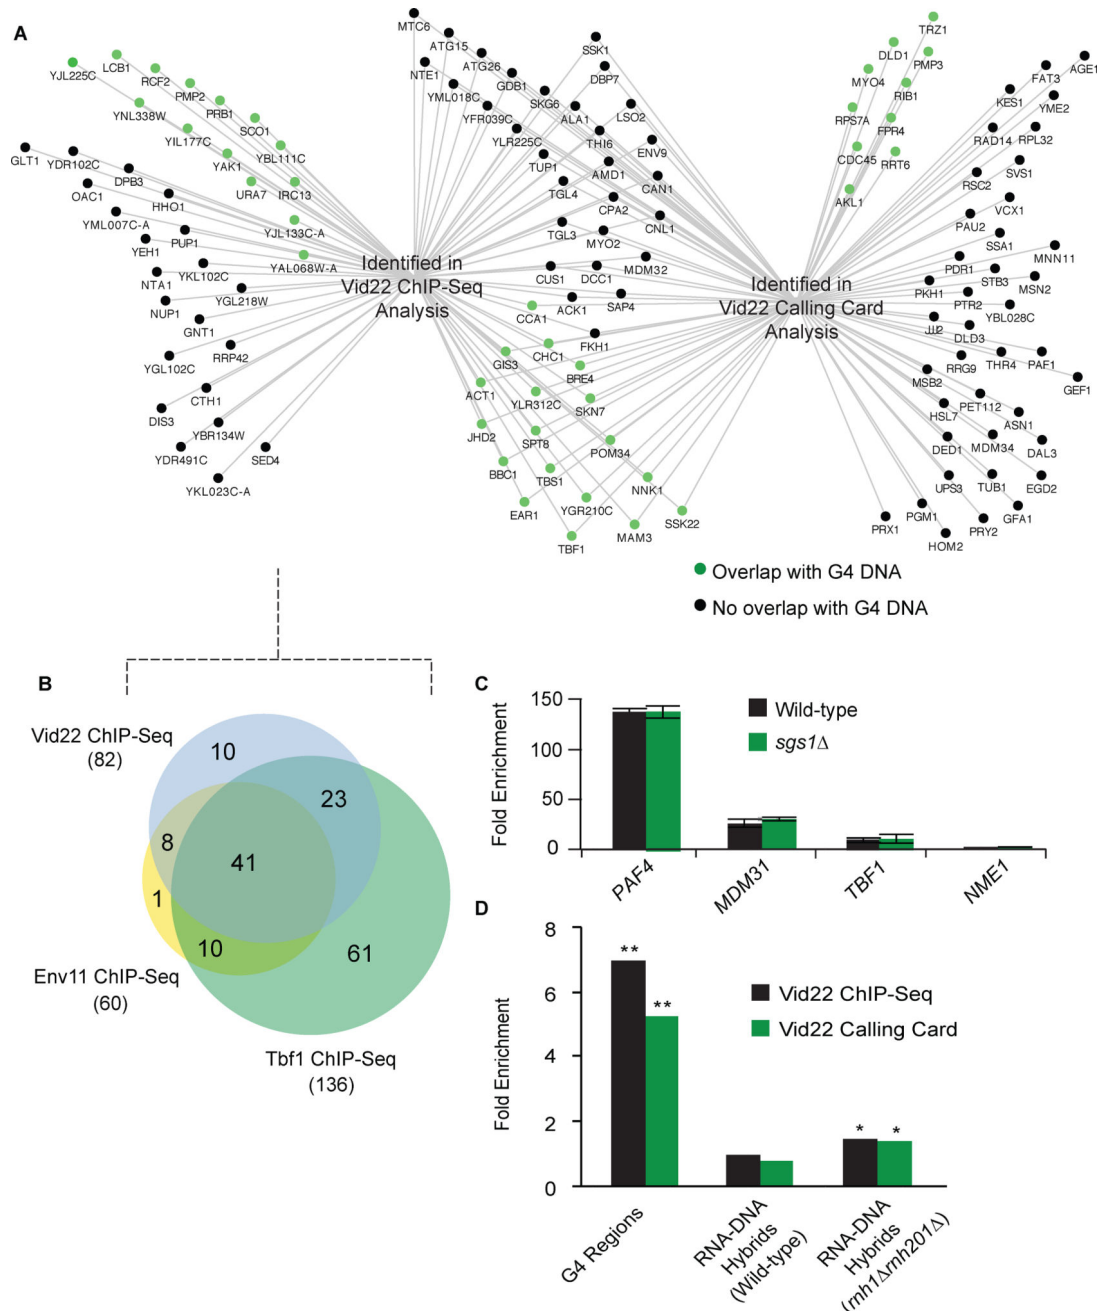 A
MTC6
ATG15
ATG26
NTE1
GDB1
YML018C
SKG6
YFR039C
ALA1
YLR225C
SSK1
DBP7
LSO2
THI6
ENV9
TUP1
AMD1
TGL4
CAN1
CPA2
CNL1
TGL3
MYO2
MDM32
CUS1
DCC1
SAP4
ACK1
CCA1
FKH1
CHC1
GIS3
BRE4
ACT1
YLR312C
SKN7
JHD2
SPT8
POM34
BBC1
TBS1
NNK1
EAR1
YGR210C
SSK22
MAM3
TBF1
YJL225C
LCB1
RCF2
PMP2
PRB1
YNL338W
SCO1
YIL177C
YBL111C
YAK1
URA7
IRC13
YJL133C-A
YAL068W-A
GLT1
YDR102C
DPB3
OAC1
HHO1
YML007C-A
PUP1
YEH1
YKL102C
NTA1
YGL218W
NUP1
GNT1
RRP42
YGL102C
CTH1
DIS3
YBR134W
YDR491C
SED4
YKL023C-A
Identified in
Vid22 ChIP-Seq
Analysis
Identified in
Vid22 Calling Card
Analysis
TRZ1
DLD1
PMP3
MYO4
RIB1
RPS7A
FPR4
CDC45
RRT6
AKL1
AGE1
FAT3
KES1
YME2
RAD14
RPL32
SVS1
RSC2
VCX1
PAU2
SSA1
MNN11
PDR1
STB3
MSN2
PKH1
PTR2
YBL028C
JJJ2
DLD3
RRG9
THR4
PAF1
GEF1
MSB2
PET112
HSL7
ASN1
DED1
MDM34
DAL3
UPS3
TUB1
EGD2
GFA1
PRX1
PGM1
HOM2
PRY2
Overlap with G4 DNA
No overlap with G4 DNA
B
Vid22 ChIP-Seq
(82)
10
23
8
41
1
10
61
Env11 ChIP-Seq
(60)
Tbf1 ChIP-Seq
(136)
C
Fold Enrichment
150
100
50
0
Wild-type
sgs1Δ
PAF4
MDM31
TBF1
NME1
D
Fold Enrichment
8
6
4
2
0
**
**
*
*
Vid22 ChIP-Seq
Vid22 Calling Card
G4 Regions
RNA-DNA
Hybrids
(Wild-type)
RNA-DNA
Hybrids
(rnh1Δrnh201Δ)